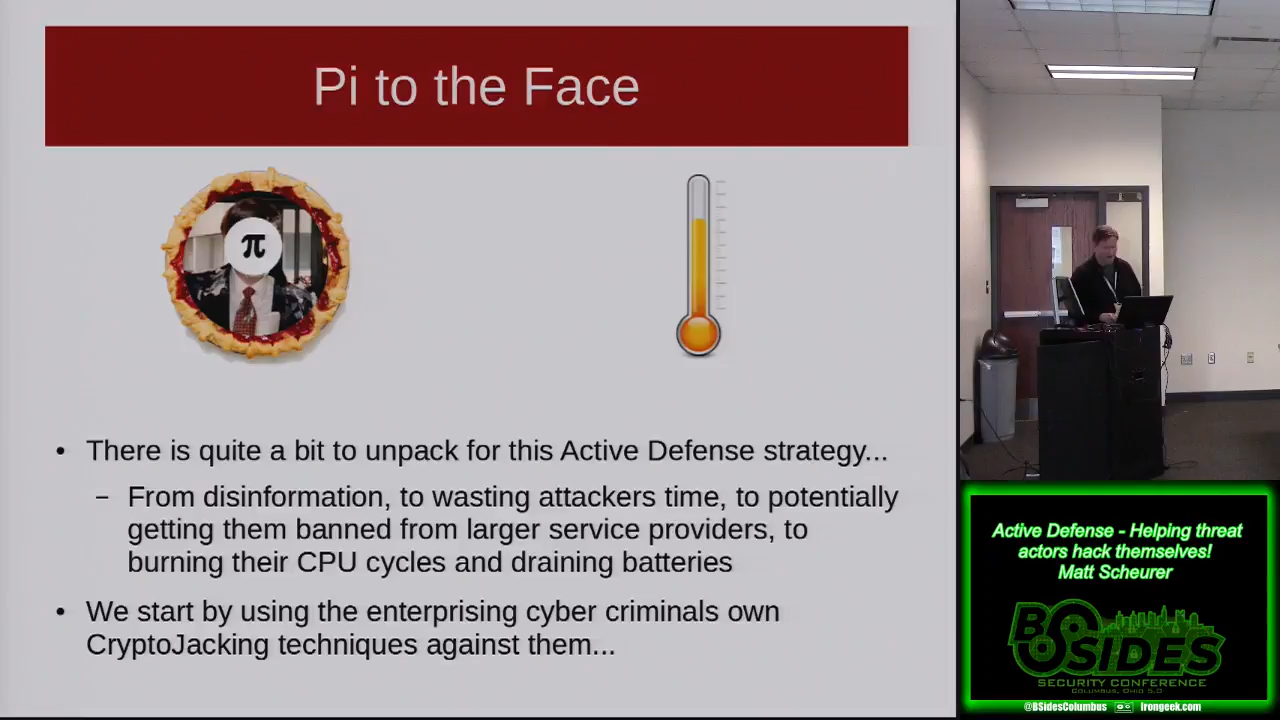 Pi to the Face
π
• There is quite a bit to unpack for this Active Defense strategy...
– From disinformation, to wasting attackers time, to potentially
getting them banned from larger service providers, to
burning their CPU cycles and draining batteries
• We start by using the enterprising cyber criminals own
CryptoJacking techniques against them...
Active Defense - Helping threat
actors hack themselves!
Matt Scheurer
BSIDES
SECURITY CONFERENCE
COLUMBUS, OHIO 5.0
@BSidesColumbus Irongeek.com